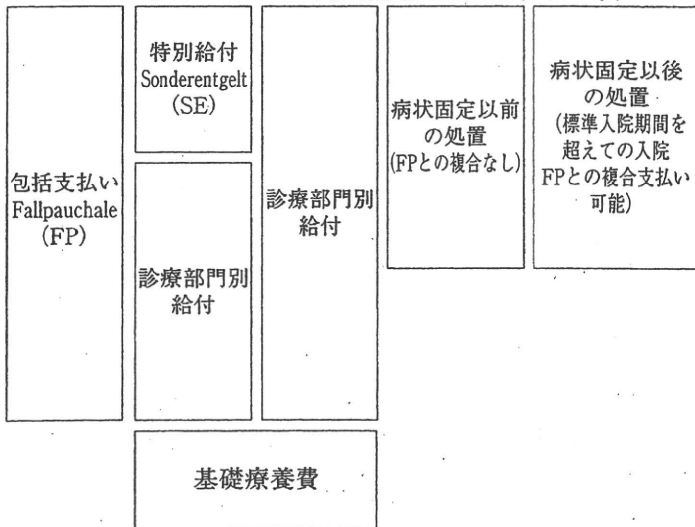 包括支払い
Fallpauchale
(FP)
特別給付
Sonderentgelt
(SE)
診療部門別
給付
診療部門別
給付
病状固定以前
の処置
(FPとの複合なし)
病状固定以後
の処置
(標準入院期間を
超えての入院
FPとの複合支払い
可能)
基礎療養費